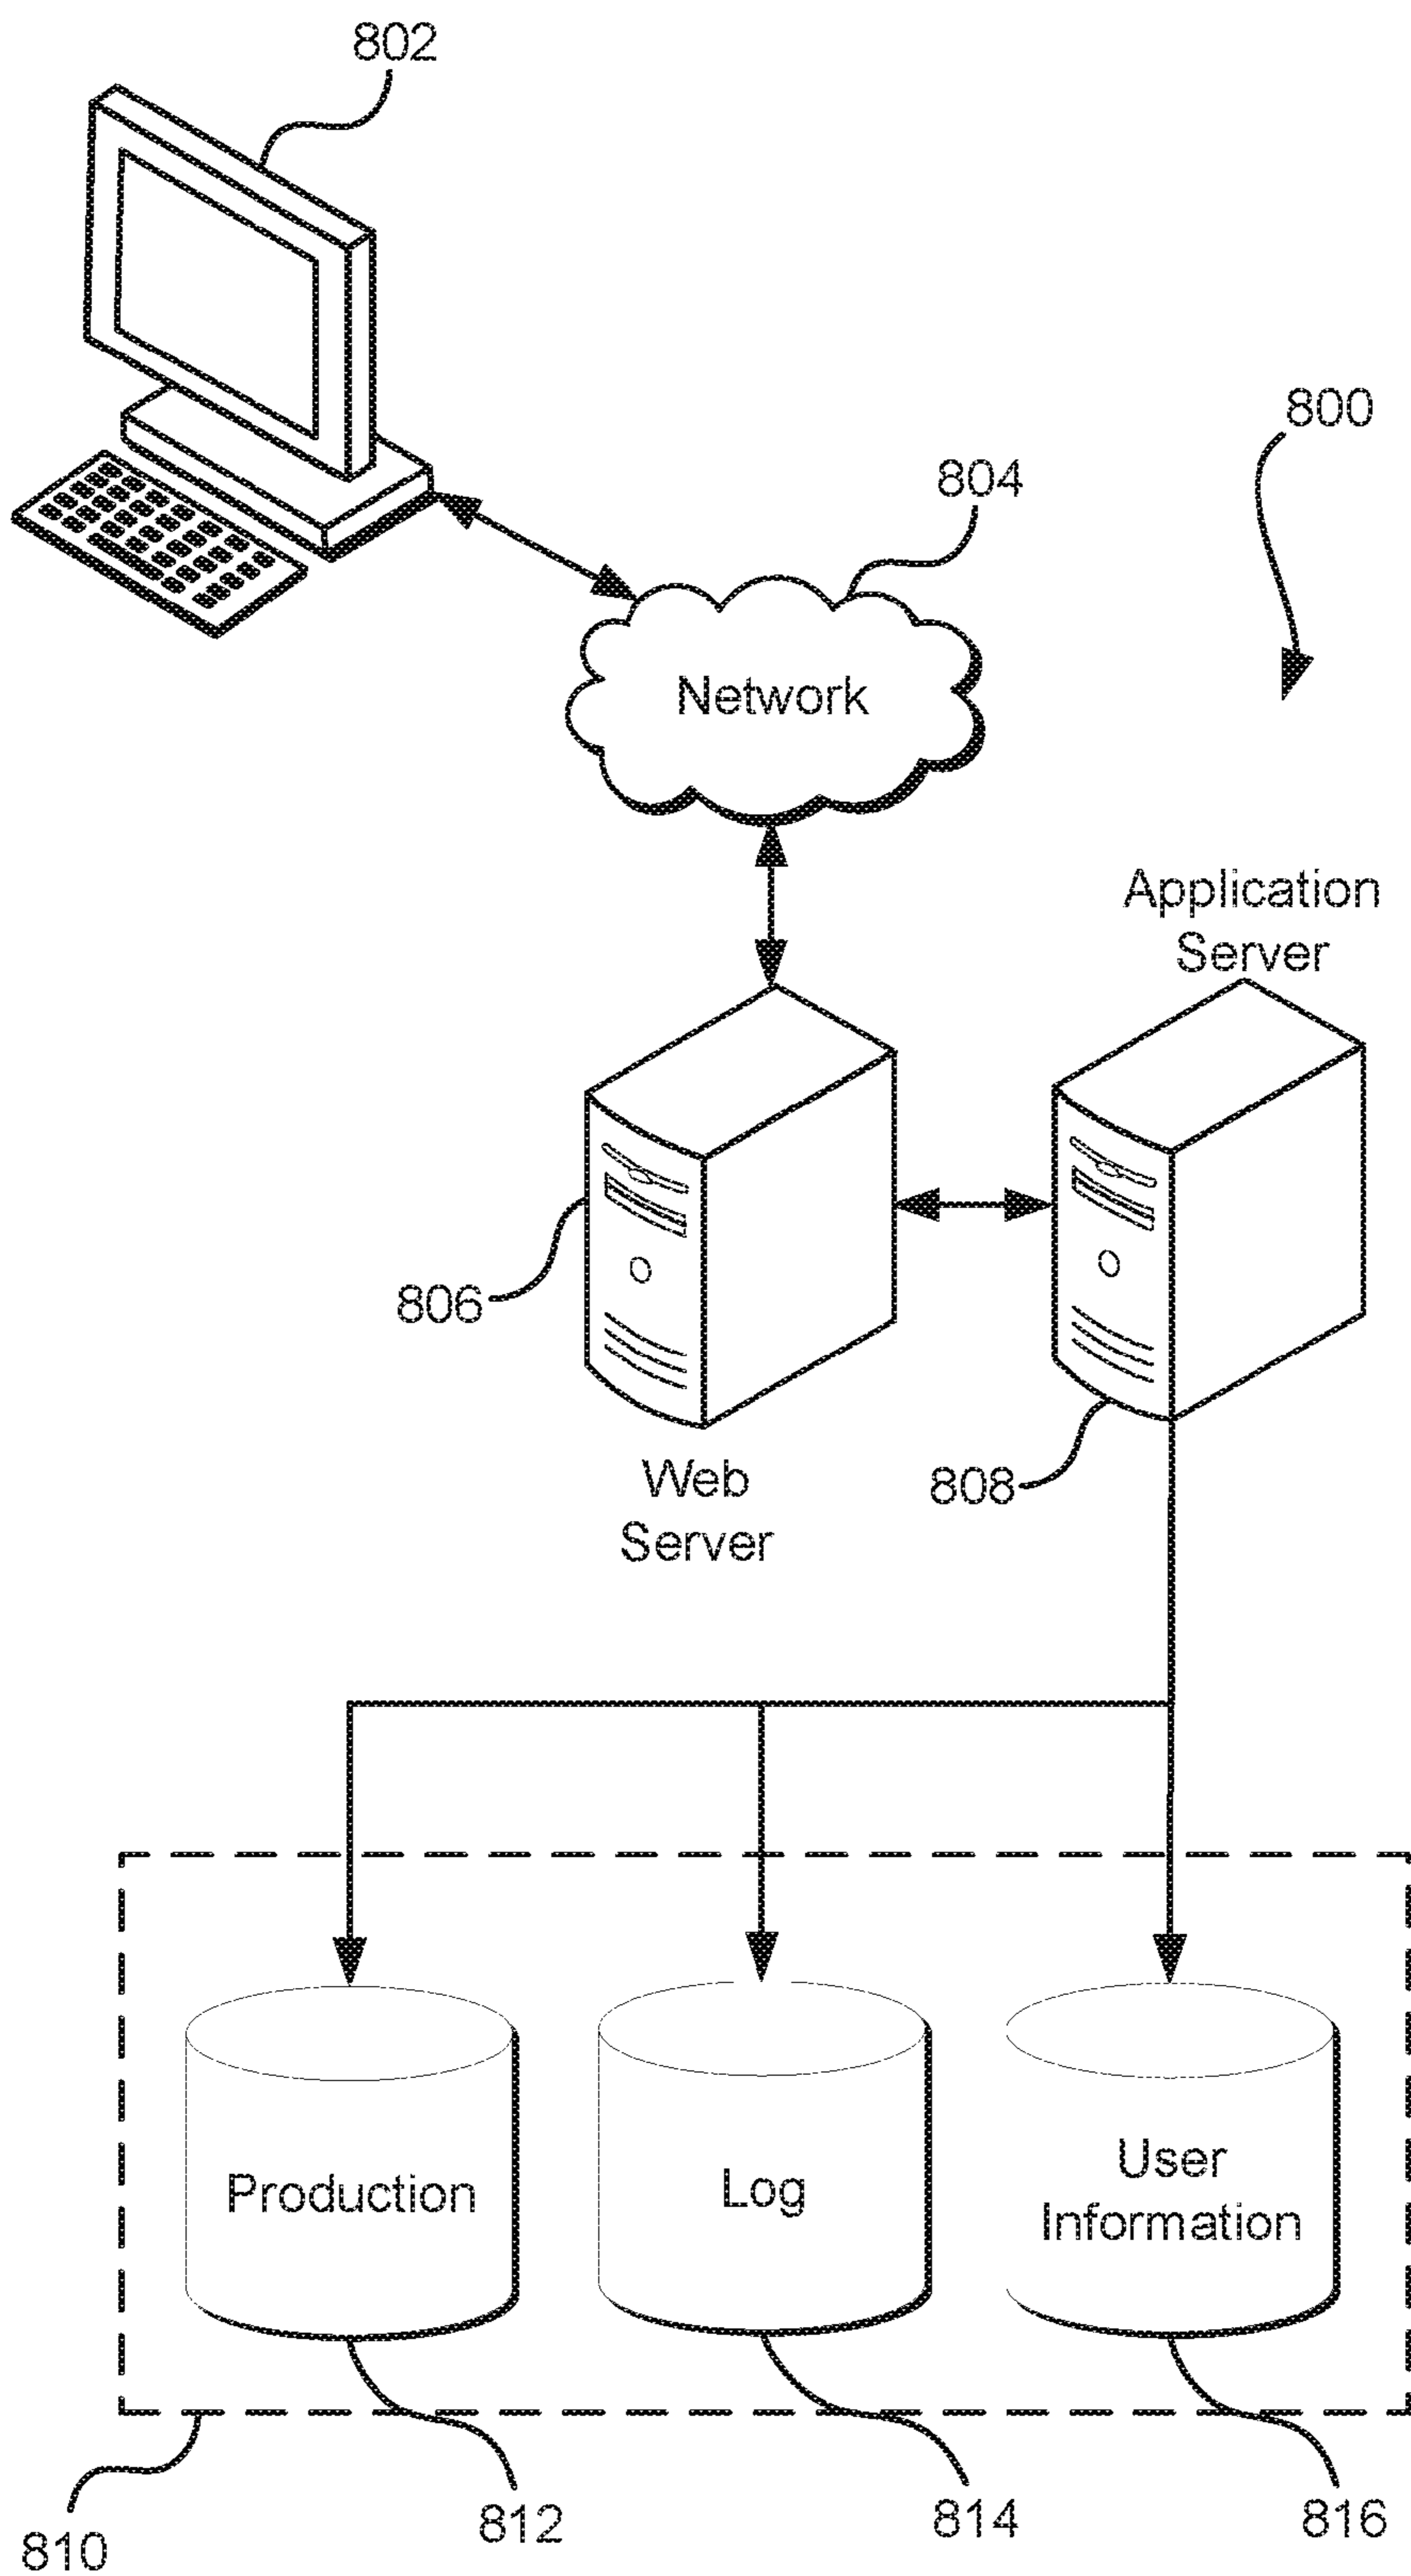 802
800
804
Network
Application
Server
806
Web
Server
808
Production
Log
User
Information
810
812
814
816